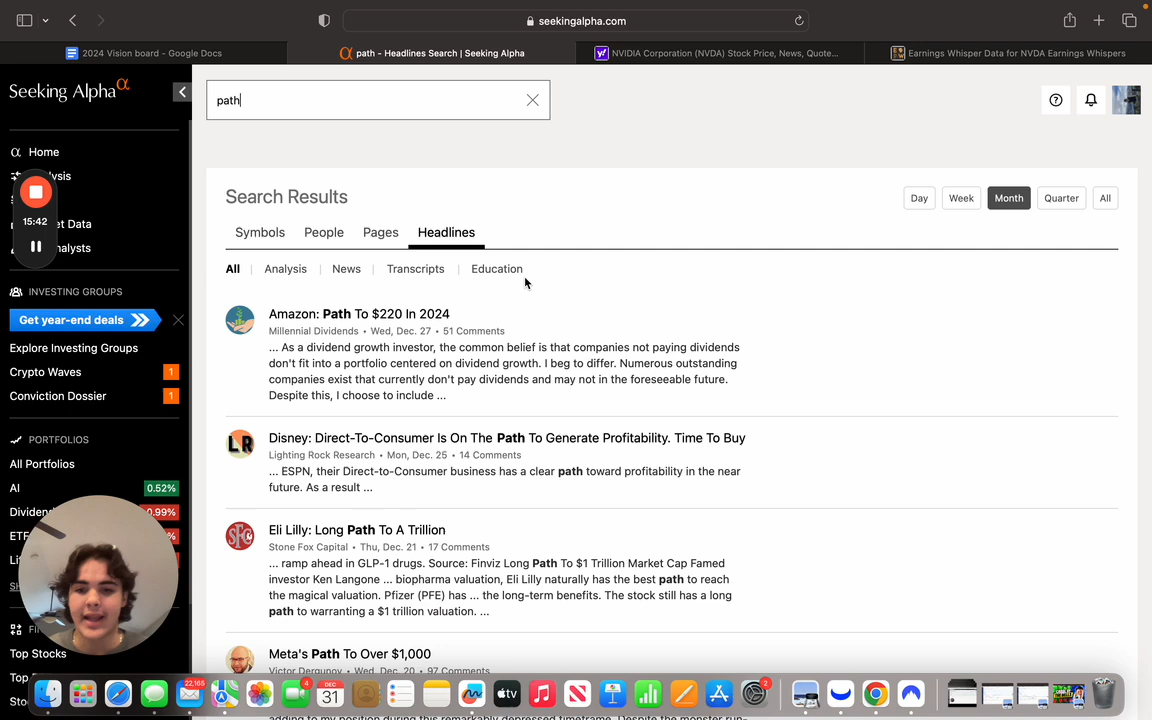 seekingalpha.com
2024 Vision board - Google Docs
path - Headlines Search | Seeking Alpha
NVIDIA Corporation (NVDA) Stock Price, News, Quote...
Earnings Whisper Data for NVDA Earnings Whispers
Seeking Alpha α
path
Home
15:42
INVESTING GROUPS
Get year-end deals
Explore Investing Groups
Crypto Waves 1
Conviction Dossier 1
PORTFOLIOS
All Portfolios
AI 0.52%
0.99%
Top Stocks
Search Results
Day Week Month Quarter All
Symbols People Pages Headlines
All Analysis News Transcripts Education
Amazon: Path To $220 In 2024
Millennial Dividends • Wed, Dec. 27 • 51 Comments
... As a dividend growth investor, the common belief is that companies not paying dividends
don't fit into a portfolio centered on dividend growth. I beg to differ. Numerous outstanding
companies exist that currently don't pay dividends and may not in the foreseeable future.
Despite this, I choose to include ...
Disney: Direct-To-Consumer Is On The Path To Generate Profitability. Time To Buy
Lighting Rock Research • Mon, Dec. 25 • 14 Comments
... ESPN, their Direct-to-Consumer business has a clear path toward profitability in the near
future. As a result ...
Eli Lilly: Long Path To A Trillion
Stone Fox Capital • Thu, Dec. 21 • 17 Comments
... ramp ahead in GLP-1 drugs. Source: Finviz Long Path To $1 Trillion Market Cap Famed
investor Ken Langone ... biopharma valuation, Eli Lilly naturally has the best path to reach
the magical valuation. Pfizer (PFE) has ... the long-term benefits. The stock still has a long
path to warranting a $1 trillion valuation. ...
Meta's Path To Over $1,000
Victor Dergunov • Wed, Dec. 20 • 97 Comments
22,165
4
DEC
31
tv
2